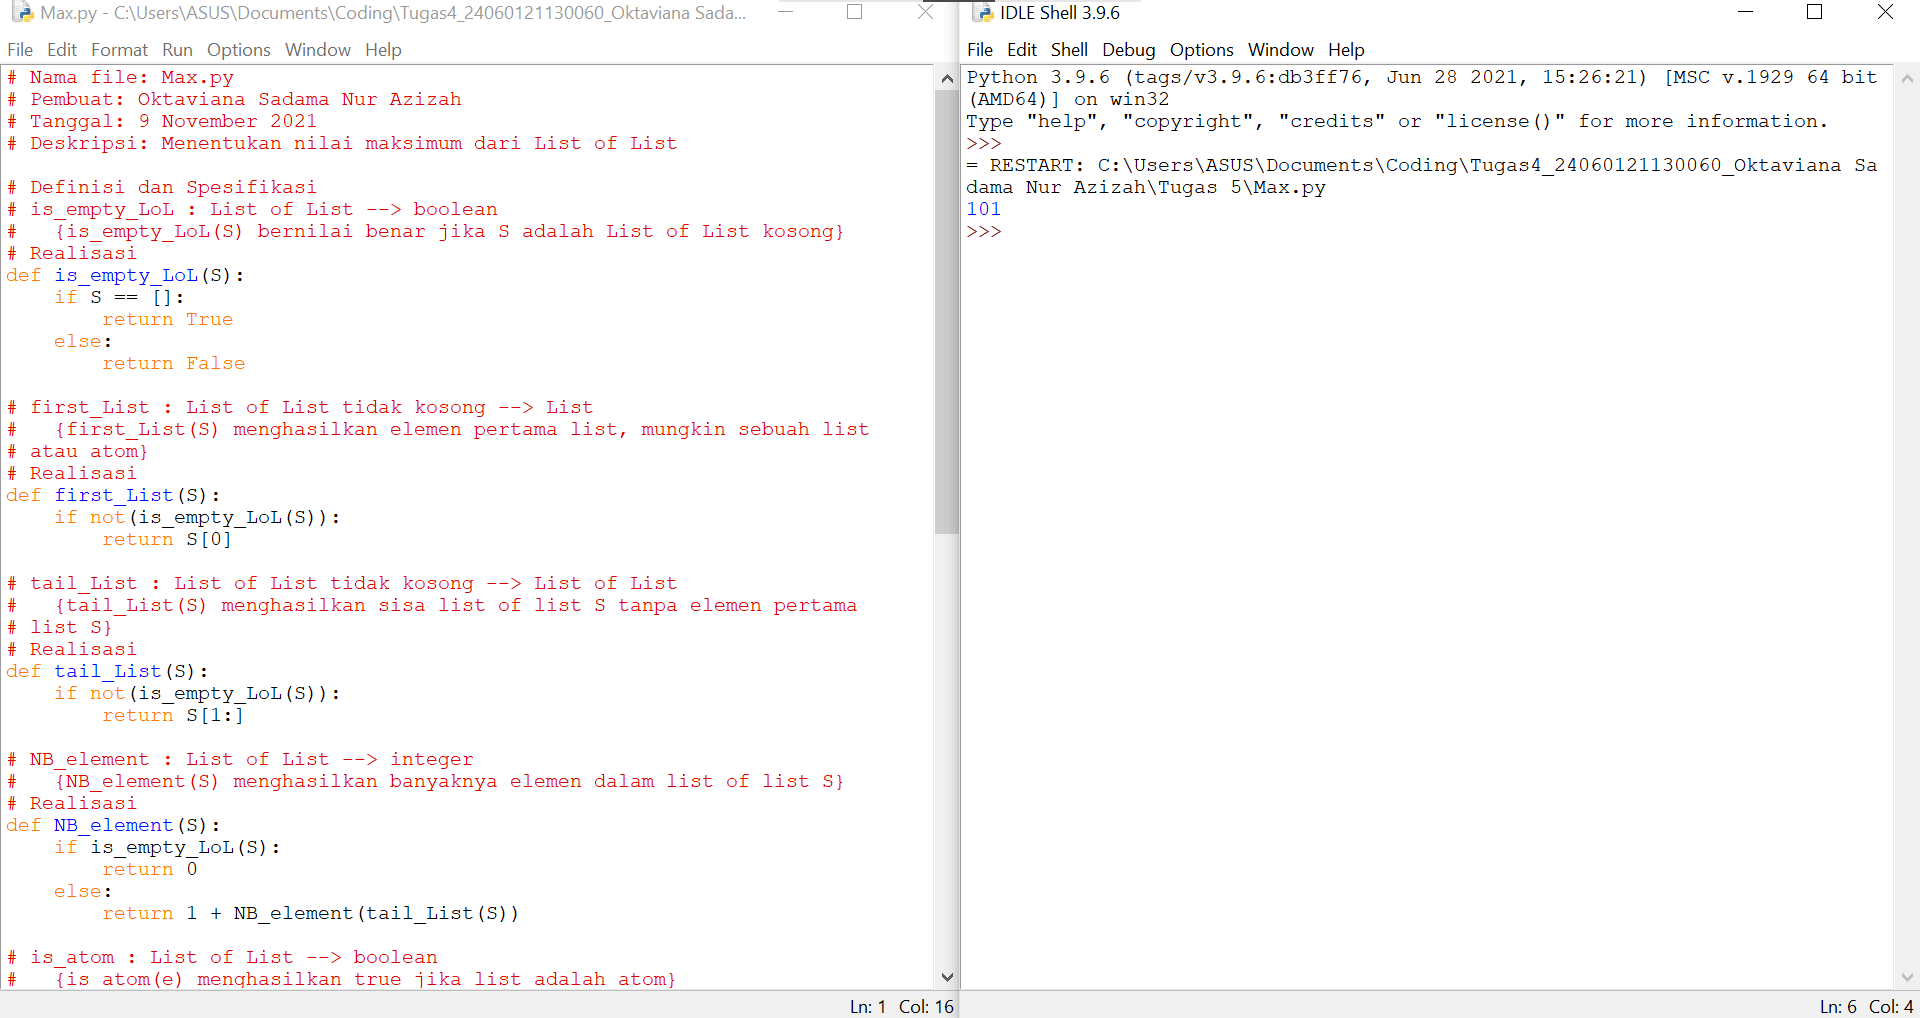 Max.py - C:\Users\ASUS\Documents\Coding\Tugas4_24060121130060_Oktaviana Sada...
File Edit Format Run Options Window Help
# Nama file: Max.py
# Pembuat: Oktaviana Sadama Nur Azizah
# Tanggal: 9 November 2021
# Deskripsi: Menentukan nilai maksimum dari List of List

# Definisi dan Spesifikasi
# is_empty_LoL : List of List --> boolean
#   {is_empty_LoL(S) bernilai benar jika S adalah List of List kosong}
# Realisasi
def is_empty_LoL(S):
    if S == []:
        return True
    else:
        return False

# first_List : List of List tidak kosong --> List
#   {first_List(S) menghasilkan elemen pertama list, mungkin sebuah list
# atau atom}
# Realisasi
def first_List(S):
    if not(is_empty_LoL(S)):
        return S[0]

# tail_List : List of List tidak kosong --> List of List
#   {tail_List(S) menghasilkan sisa list of list S tanpa elemen pertama
# list S}
# Realisasi
def tail_List(S):
    if not(is_empty_LoL(S)):
        return S[1:]

# NB_element : List of List --> integer
#   {NB_element(S) menghasilkan banyaknya elemen dalam list of list S}
# Realisasi
def NB_element(S):
    if is_empty_LoL(S):
        return 0
    else:
        return 1 + NB_element(tail_List(S))

# is_atom : List of List --> boolean
#   {is_atom(e) menghasilkan true jika list adalah atom}
Ln: 1 Col: 16
IDLE Shell 3.9.6
File Edit Shell Debug Options Window Help
Python 3.9.6 (tags/v3.9.6:db3ff76, Jun 28 2021, 15:26:21) [MSC v.1929 64 bit
(AMD64)] on win32
Type "help", "copyright", "credits" or "license()" for more information.
>>>
= RESTART: C:\Users\ASUS\Documents\Coding\Tugas4_24060121130060_Oktaviana Sa
dama Nur Azizah\Tugas 5\Max.py
101
>>>
Ln: 6 Col: 4